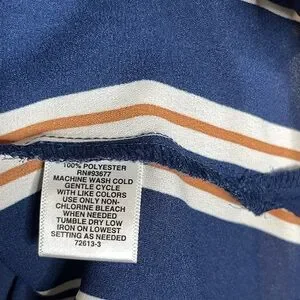 100% POLYESTER
RN#93677
MACHINE WASH COLD
GENTLE CYCLE
WITH LIKE COLORS
USE ONLY NON-
CHLORINE BLEACH
WHEN NEEDED
TUMBLE DRY LOW
IRON ON LOWEST
SETTING AS NEEDED
72613-3